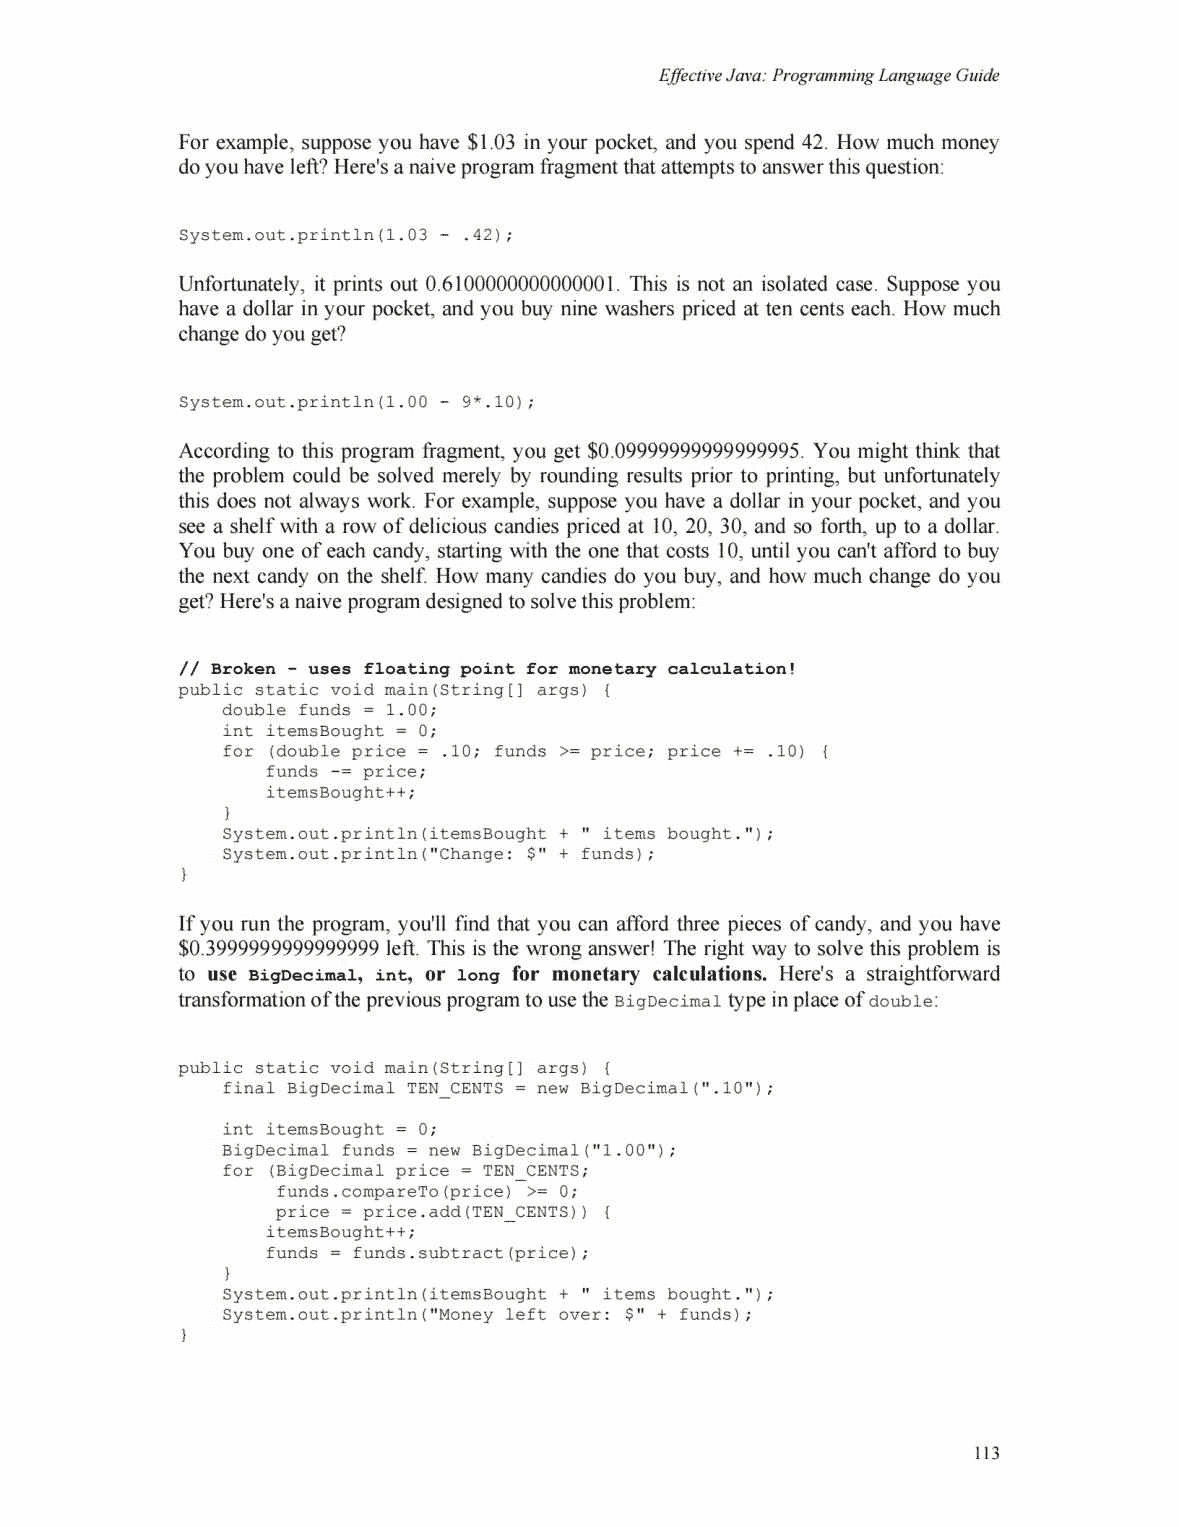 Effective Java: Programming Language Guide
For example, suppose you have $1.03 in your pocket, and you spend 42. How much money
do you have left? Here's a naive program fragment that attempts to answer this question:
System.out.println(1.03 - .42);
Unfortunately, it prints out 0.6100000000000001. This is not an isolated case. Suppose you
have a dollar in your pocket, and you buy nine washers priced at ten cents each. How much
change do you get?
System.out.println(1.00 - 9*.10);
According to this program fragment, you get $0.09999999999999995. You might think that
the problem could be solved merely by rounding results prior to printing, but unfortunately
this does not always work. For example, suppose you have a dollar in your pocket, and you
see a shelf with a row of delicious candies priced at 10, 20, 30, and so forth, up to a dollar.
You buy one of each candy, starting with the one that costs 10, until you can't afford to buy
the next candy on the shelf. How many candies do you buy, and how much change do you
get? Here's a naive program designed to solve this problem:
// Broken - uses floating point for monetary calculation!
public static void main(String[] args) {
    double funds = 1.00;
    int itemsBought = 0;
    for (double price = .10; funds >= price; price += .10) {
        funds -= price;
        itemsBought++;
    }
    System.out.println(itemsBought + " items bought.");
    System.out.println("Change: $" + funds);
}
If you run the program, you'll find that you can afford three pieces of candy, and you have
$0.3999999999999999 left. This is the wrong answer! The right way to solve this problem is
to use BigDecimal, int, or long for monetary calculations. Here's a straightforward
transformation of the previous program to use the BigDecimal type in place of double:
public static void main(String[] args) {
    final BigDecimal TEN_CENTS = new BigDecimal(".10");
    int itemsBought = 0;
    BigDecimal funds = new BigDecimal("1.00");
    for (BigDecimal price = TEN_CENTS;
         funds.compareTo(price) >= 0;
         price = price.add(TEN_CENTS)) {
        itemsBought++;
        funds = funds.subtract(price);
    }
    System.out.println(itemsBought + " items bought.");
    System.out.println("Money left over: $" + funds);
}
113